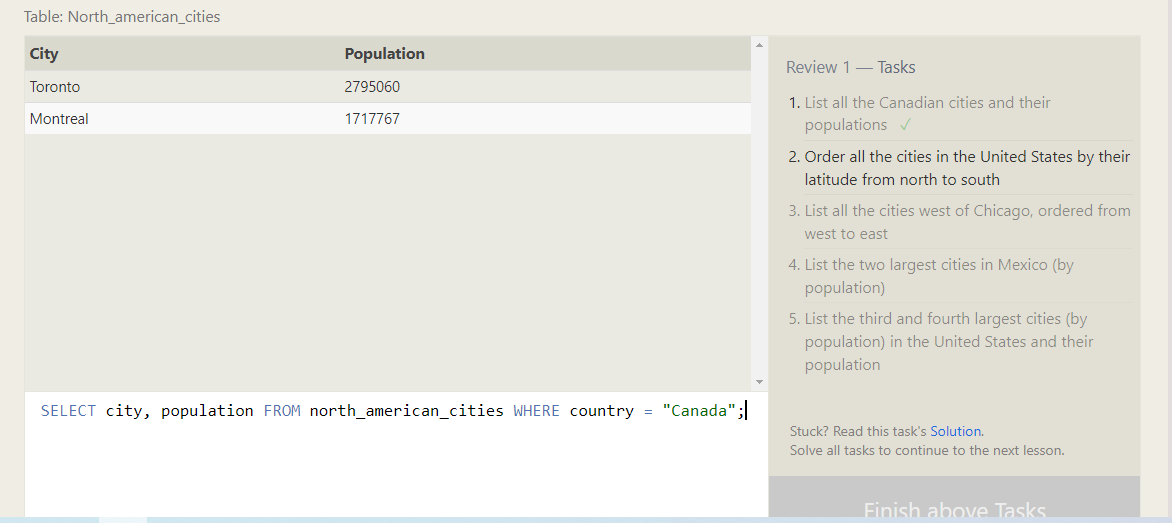 Table: North_american_cities
City Population
Toronto 2795060
Montreal 1717767
SELECT city, population FROM north_american_cities WHERE country = "Canada";
Review 1 — Tasks
1. List all the Canadian cities and their
populations ✓
2. Order all the cities in the United States by their
latitude from north to south
3. List all the cities west of Chicago, ordered from
west to east
4. List the two largest cities in Mexico (by
population)
5. List the third and fourth largest cities (by
population) in the United States and their
population
Stuck? Read this task's Solution.
Solve all tasks to continue to the next lesson.
Finish above Tasks